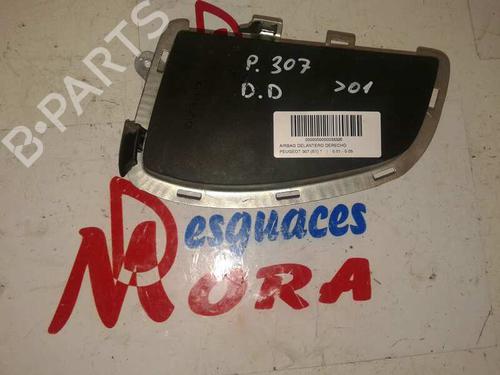 B-PARTS
P. 307
D.D
>01
AIRBAG DELANTERO DERECHO
PEUGEOT 307 (S1) *
Desguaces
MORA